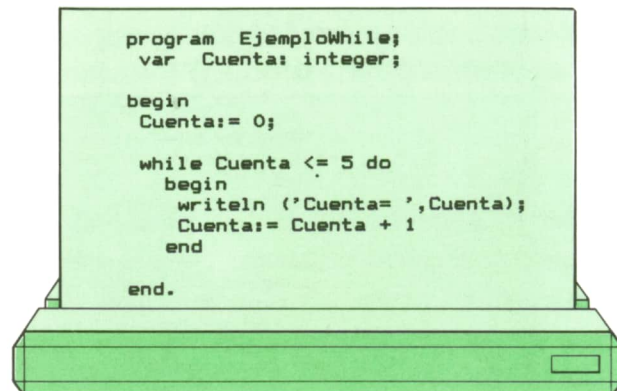 program EjemploWhile;
var Cuenta: integer;
begin
Cuenta:= 0;
while Cuenta <= 5 do
begin
writeln ('Cuenta= ',Cuenta);
Cuenta:= Cuenta + 1
end
end.